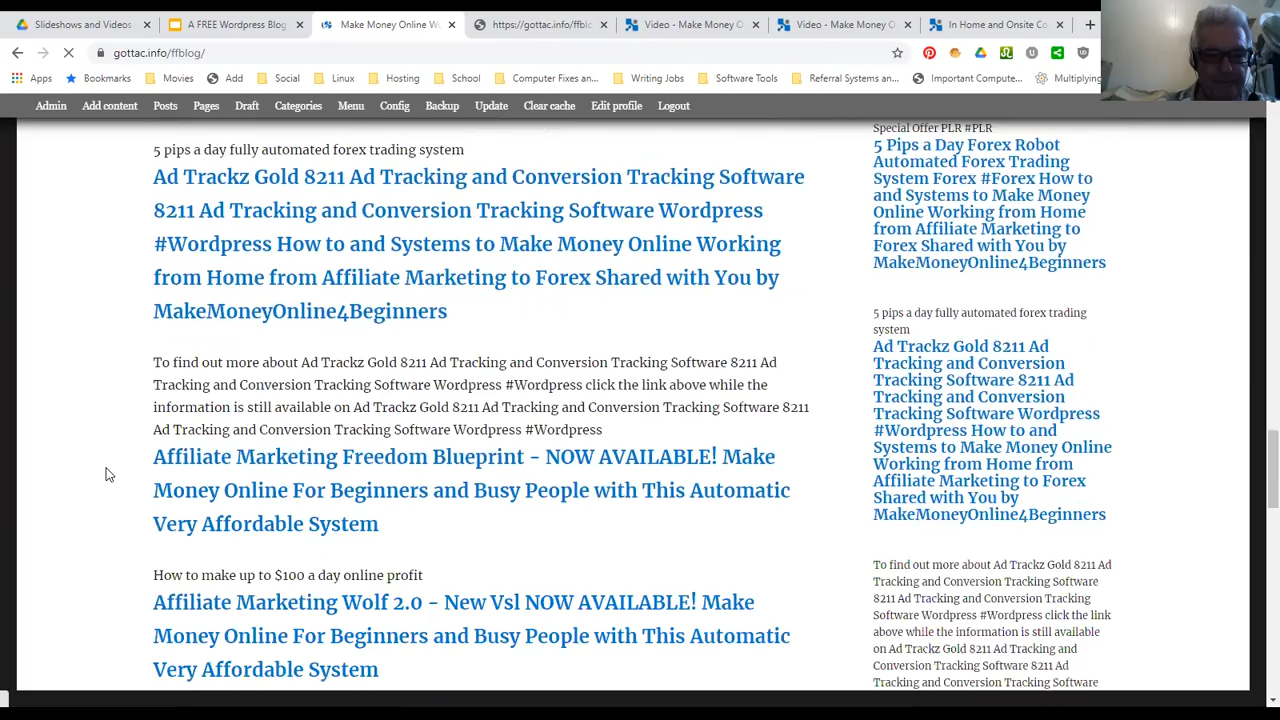 Slideshows and Videos
A FREE Wordpress Blog
Make Money Online Wo
https://gottac.info/ffbl
Video - Make Money O
Video - Make Money O
In Home and Onsite Co
gottac.info/ffblog/
Apps
Bookmarks
Movies
Add
Social
Linux
Hosting
School
Computer Fixes an...
Writing Jobs
Software Tools
Referral Systems an...
Important Compute...
Multiplying
Admin
Add content
Posts
Pages
Draft
Categories
Menu
Config
Backup
Update
Clear cache
Edit profile
Logout
5 pips a day fully automated forex trading system
Ad Trackz Gold 8211 Ad Tracking and Conversion Tracking Software
8211 Ad Tracking and Conversion Tracking Software Wordpress
#Wordpress How to and Systems to Make Money Online Working
from Home from Affiliate Marketing to Forex Shared with You by
MakeMoneyOnline4Beginners
To find out more about Ad Trackz Gold 8211 Ad Tracking and Conversion Tracking Software 8211 Ad
Tracking and Conversion Tracking Software Wordpress #Wordpress click the link above while the
information is still available on Ad Trackz Gold 8211 Ad Tracking and Conversion Tracking Software 8211
Ad Tracking and Conversion Tracking Software Wordpress #Wordpress
Affiliate Marketing Freedom Blueprint - NOW AVAILABLE! Make
Money Online For Beginners and Busy People with This Automatic
Very Affordable System
How to make up to $100 a day online profit
Affiliate Marketing Wolf 2.0 - New Vsl NOW AVAILABLE! Make
Money Online For Beginners and Busy People with This Automatic
Very Affordable System
Special Offer PLR #PLR
5 Pips a Day Forex Robot
Automated Forex Trading
System Forex #Forex How to
and Systems to Make Money
Online Working from Home
from Affiliate Marketing to
Forex Shared with You by
MakeMoneyOnline4Beginners
5 pips a day fully automated forex trading
system
Ad Trackz Gold 8211 Ad
Tracking and Conversion
Tracking Software 8211 Ad
Tracking and Conversion
Tracking Software Wordpress
#Wordpress How to and
Systems to Make Money Online
Working from Home from
Affiliate Marketing to Forex
Shared with You by
MakeMoneyOnline4Beginners
To find out more about Ad Trackz Gold 8211 Ad
Tracking and Conversion Tracking Software
8211 Ad Tracking and Conversion Tracking
Software Wordpress #Wordpress click the link
above while the information is still available
on Ad Trackz Gold 8211 Ad Tracking and
Conversion Tracking Software 8211 Ad
Tracking and Conversion Tracking Software